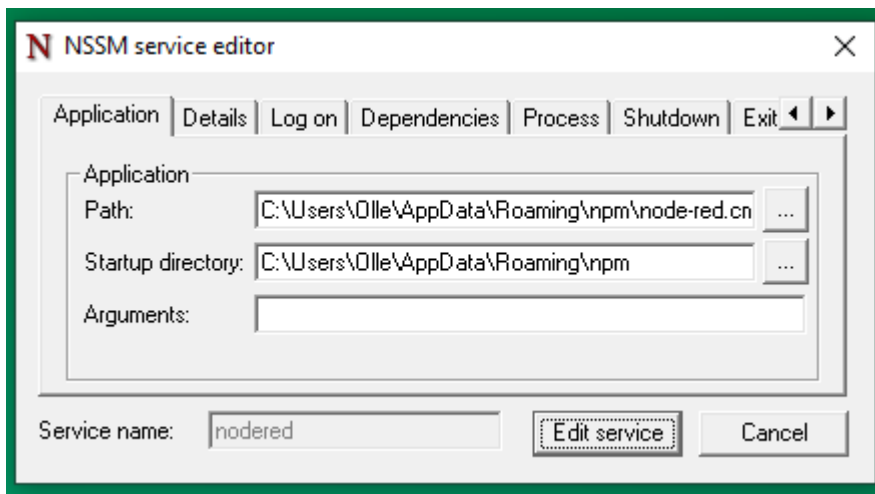 N NSSM service editor
Application Details Log on Dependencies Process Shutdown Exit
Application
Path: C:\Users\Olle\AppData\Roaming\npm\node-red.cn ...
Startup directory: C:\Users\Olle\AppData\Roaming\npm ...
Arguments:
Service name: nodered Edit service Cancel